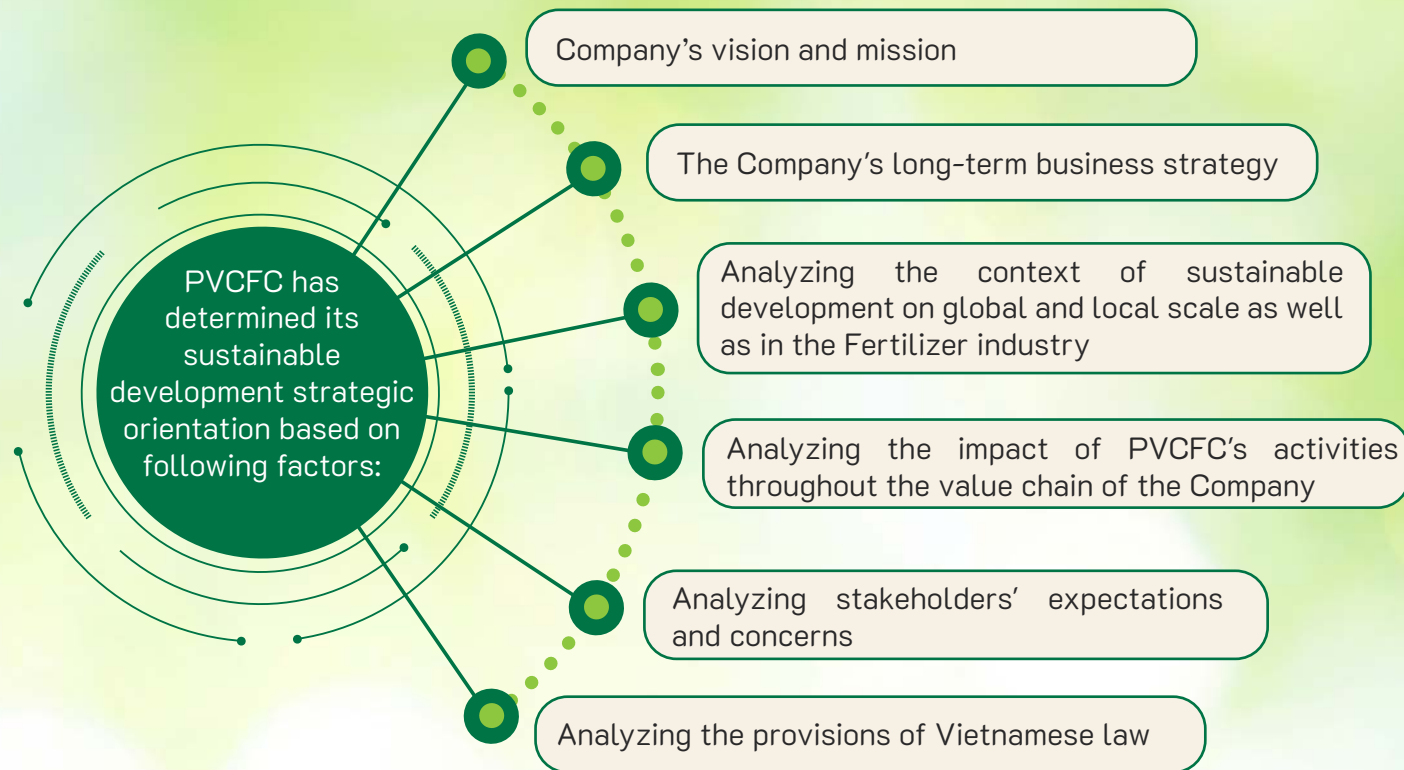 PVCFC has
determined its
sustainable
development strategic
orientation based on
following factors:
Company's vision and mission
The Company's long-term business strategy
Analyzing the context of sustainable
development on global and local scale as well
as in the Fertilizer industry
Analyzing the impact of PVCFC's activities
throughout the value chain of the Company
Analyzing stakeholders' expectations
and concerns
Analyzing the provisions of Vietnamese law